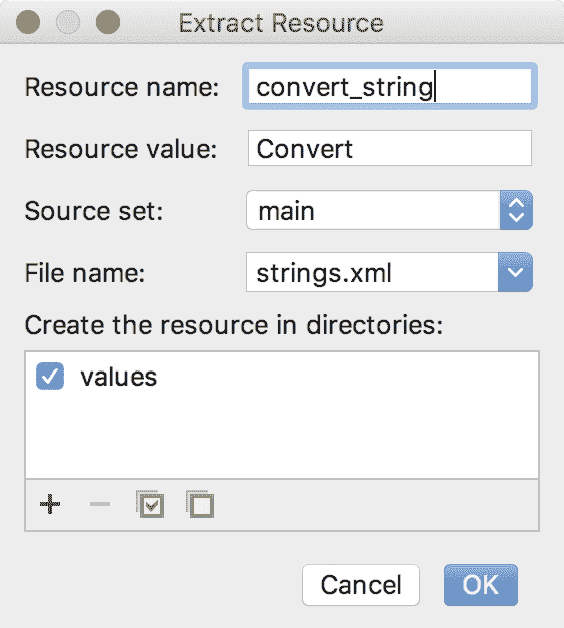 Extract Resource
Resource name: convert_string
Resource value: Convert
Source set: main
File name: strings.xml
Create the resource in directories:
values
Cancel OK